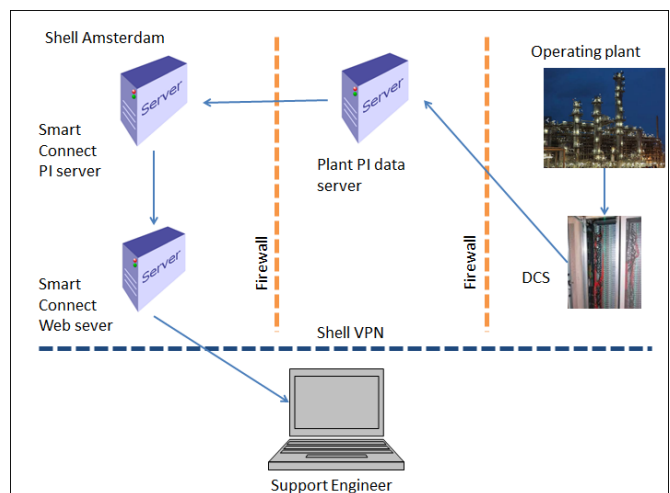 Shell Amsterdam
Operating plant
Server
Server
Smart
Connect
PI server
Plant PI data
server
Server
Firewall
Firewall
DCS
Smart
Connect
Web sever
Shell VPN
Support Engineer